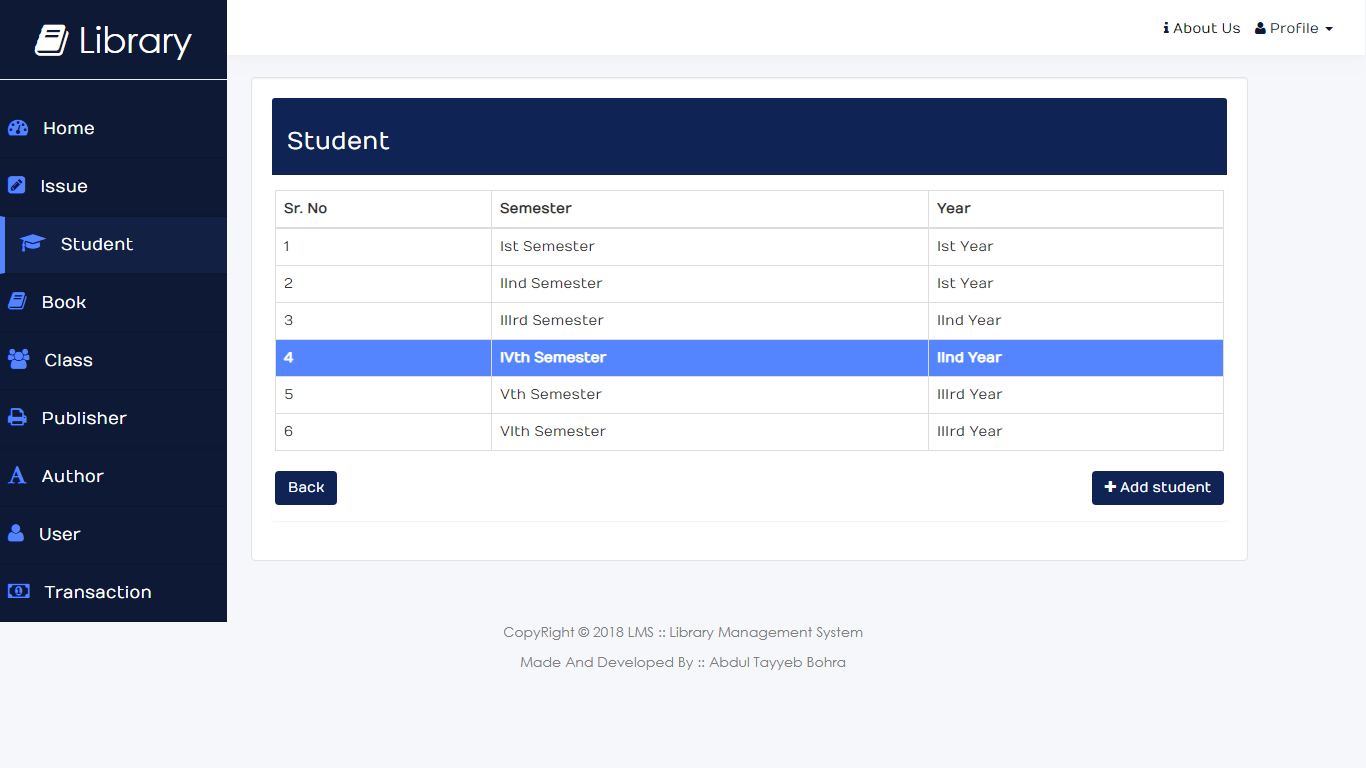 Library
About Us Profile
Home
Issue
Student
Book
Class
Publisher
Author
User
Transaction
Student
Sr. No Semester Year
1 Ist Semester Ist Year
2 IInd Semester Ist Year
3 IIIrd Semester IInd Year
4 IVth Semester IInd Year
5 Vth Semester IIIrd Year
6 VIth Semester IIIrd Year
Back + Add student
CopyRight © 2018 LMS :: Library Management System
Made And Developed By :: Abdul Tayyeb Bohra